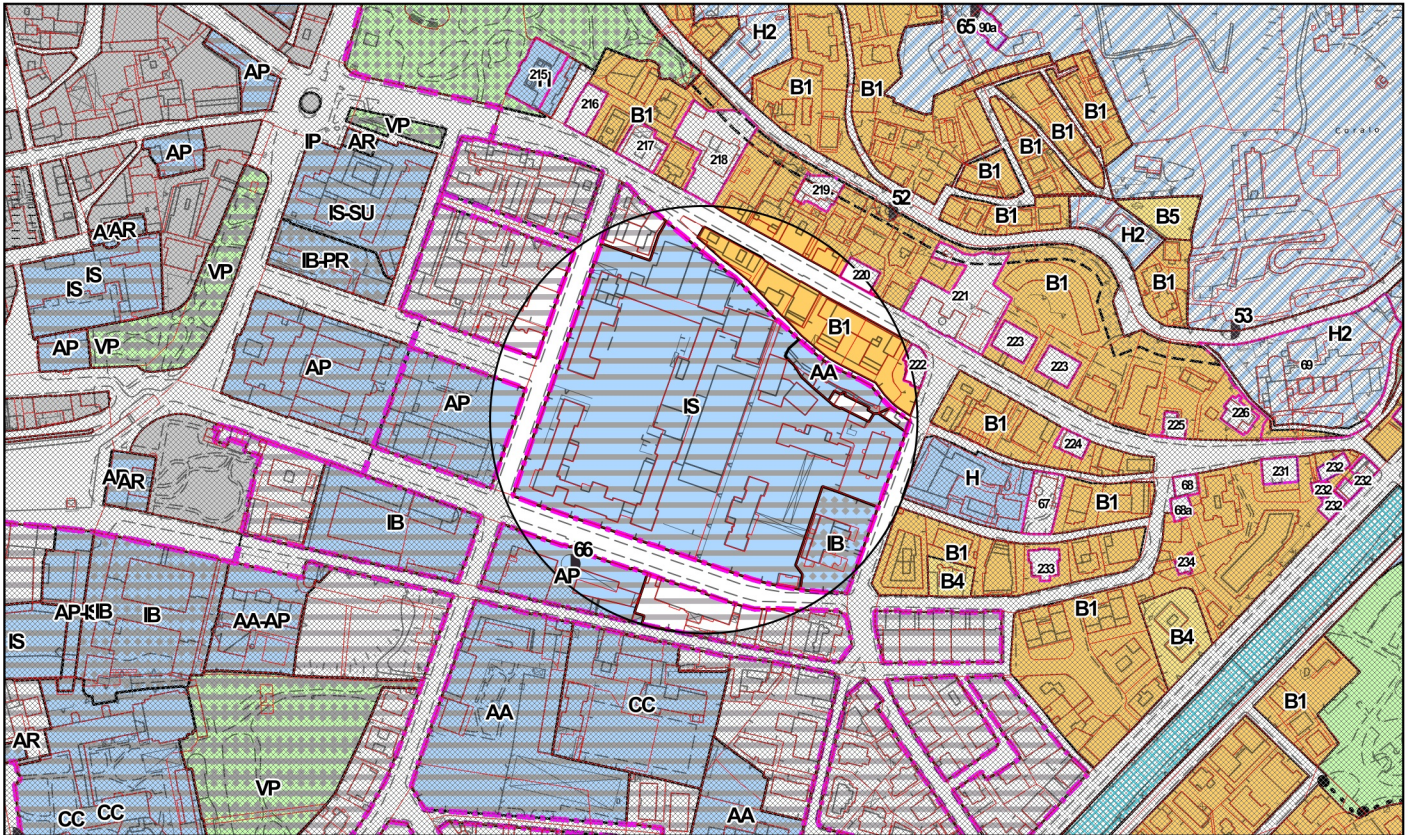 65
90a
H2
AP
215
H
B1
B1
B1
216
B1
VP
B1
Coralo
IP
AR
217
218
B1
AP
B1
B1
219
52
IS-SU
B1
B5
AR
H2
IB-PR
VP
IS
IS
220
B1
B1
221
53
B1
H2
AP
VP
223
AP
222
223
69
AA
AP
IS
226
B1
225
224
AR
H
231
232
232
68
232
67
B1
68a
232
IB
IB
66
B1
AP
233
234
B4
B1
IB
IB
AA-AP
IS
B4
D
B1
CC
AA
AR
VP
CC
CC
AA